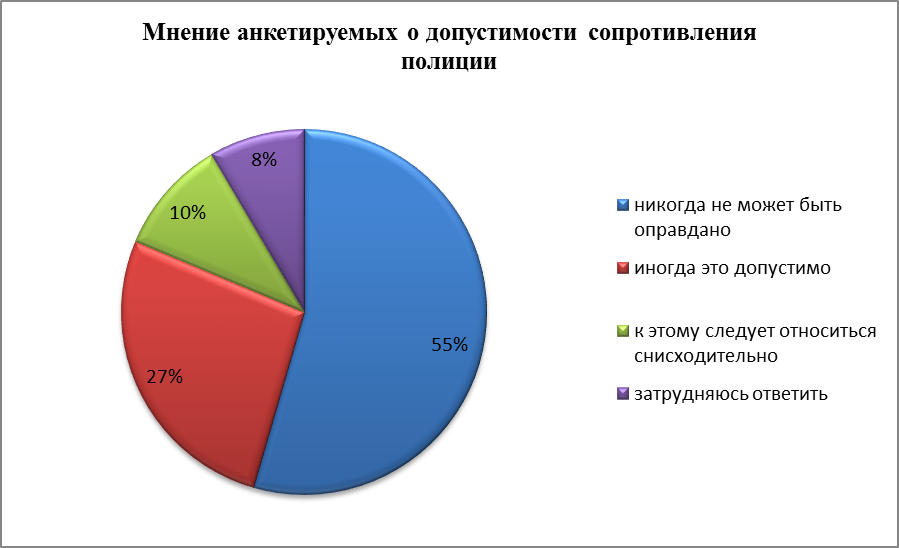 Мнение анкетируемых о допустимости сопротивления
полиции
8%
10%
27%
55%
никогда не может быть
оправдано
иногда это допустимо
к этому следует относиться
снисходительно
затрудняюсь ответить